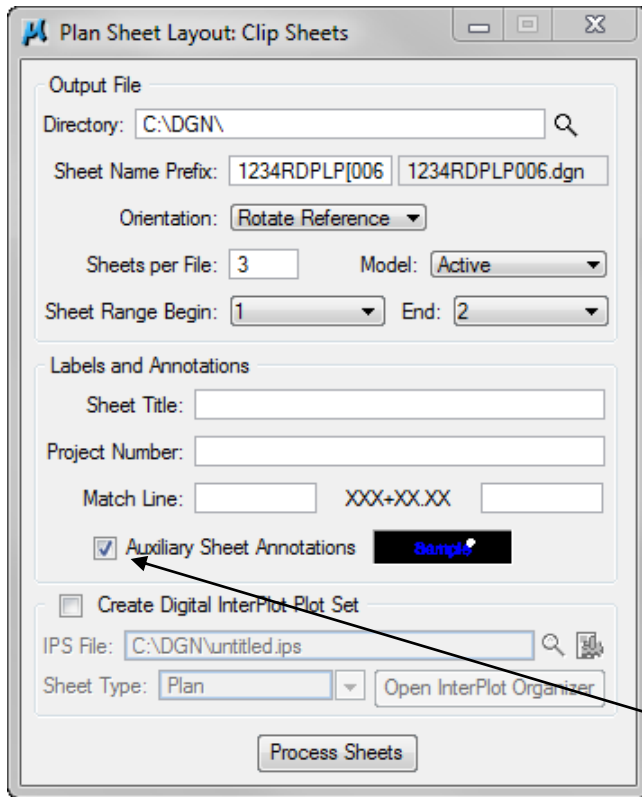 Plan Sheet Layout: Clip Sheets
Output File
Directory: C:\DGN\
Sheet Name Prefix: 1234RDPLP[006 1234RDPLP006.dgn
Orientation: Rotate Reference
Sheets per File: 3 Model: Active
Sheet Range Begin: 1 End: 2
Labels and Annotations
Sheet Title:
Project Number:
Match Line: XXX+XX.XX
Auxiliary Sheet Annotations Sample
Create Digital InterPlot Plot Set
IPS File: C:\DGN\untitled.ips
Sheet Type: Plan Open InterPlot Organizer
Process Sheets